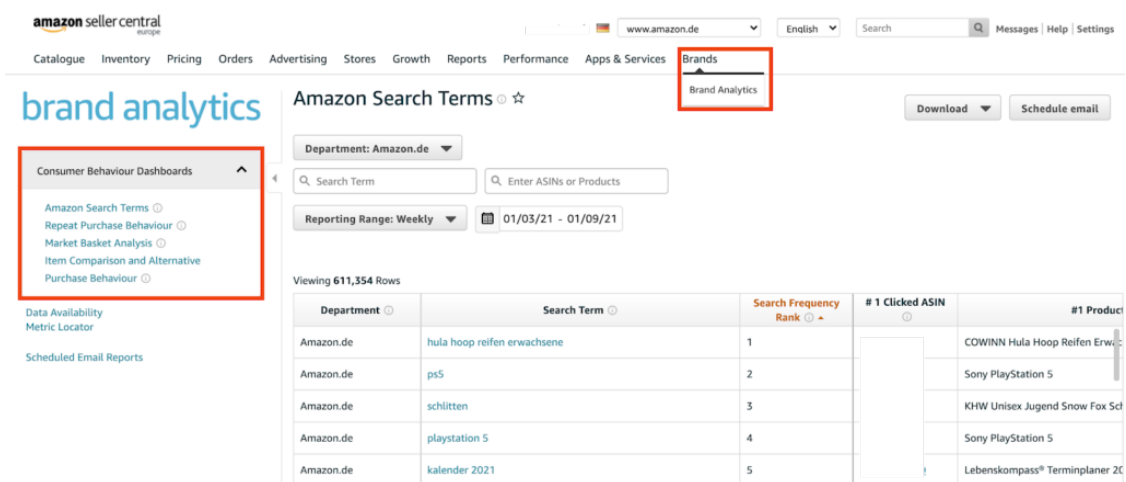 amazon seller central
europe
www.amazon.de
English
Search
Messages | Help | Settings
Catalogue Inventory Pricing Orders Advertising Stores Growth Reports Performance Apps & Services Brands
Brand Analytics
brand analytics
Amazon Search Terms
Download
Schedule email
Consumer Behaviour Dashboards
Amazon Search Terms
Repeat Purchase Behaviour
Market Basket Analysis
Item Comparison and Alternative
Purchase Behaviour
Data Availability
Metric Locator
Scheduled Email Reports
Department: Amazon.de
Search Term
Enter ASINs or Products
Reporting Range: Weekly
01/03/21 - 01/09/21
Viewing 611,354 Rows
Department Search Term Search Frequency Rank # 1 Clicked ASIN #1 Product
Amazon.de hula hoop reifen erwachsene 1 COWINN Hula Hoop Reifen
Amazon.de ps5 2 Sony PlayStation 5
Amazon.de schlitten 3 KHW Unisex Jugend Snow Fox
Amazon.de playstation 5 4 Sony PlayStation 5
Amazon.de kalender 2021 5 Lebenskompass® Terminplaner